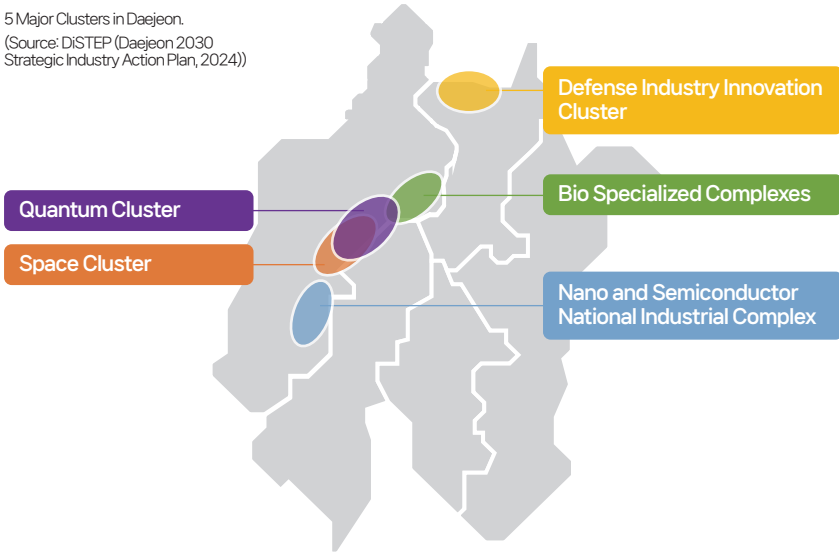 5 Major Clusters in Daejeon.
(Source: DiSTEP (Daejeon 2030
Strategic Industry Action Plan, 2024))
Defense Industry Innovation
Cluster
Quantum Cluster
Bio Specialized Complexes
Space Cluster
Nano and Semiconductor
National Industrial Complex